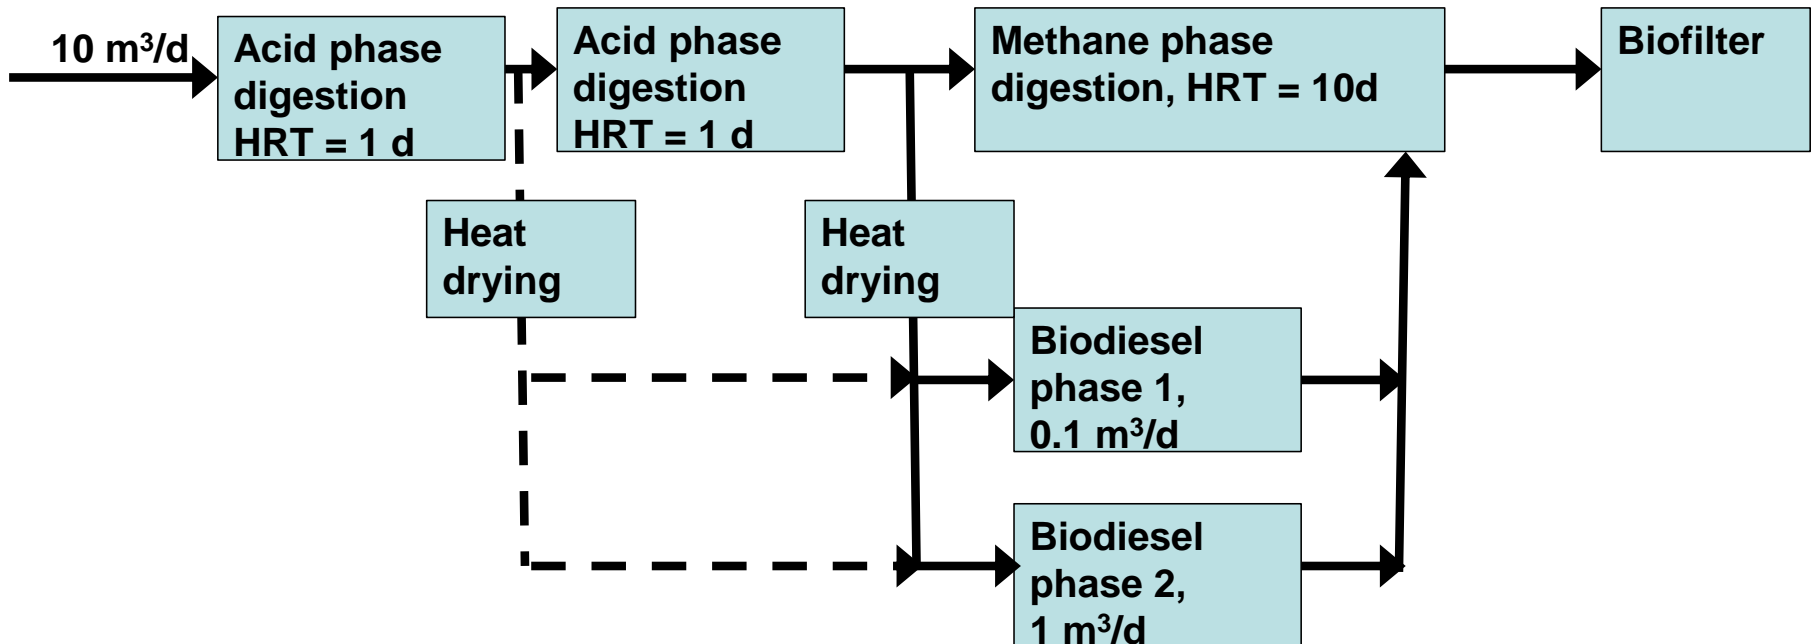 10 m³/d
Acid phase
digestion
HRT = 1 d
Acid phase
digestion
HRT = 1 d
Methane phase
digestion, HRT = 10d
Biofilter
Heat
drying
Heat
drying
Biodiesel
phase 1,
0.1 m³/d
Biodiesel
phase 2,
1 m³/d